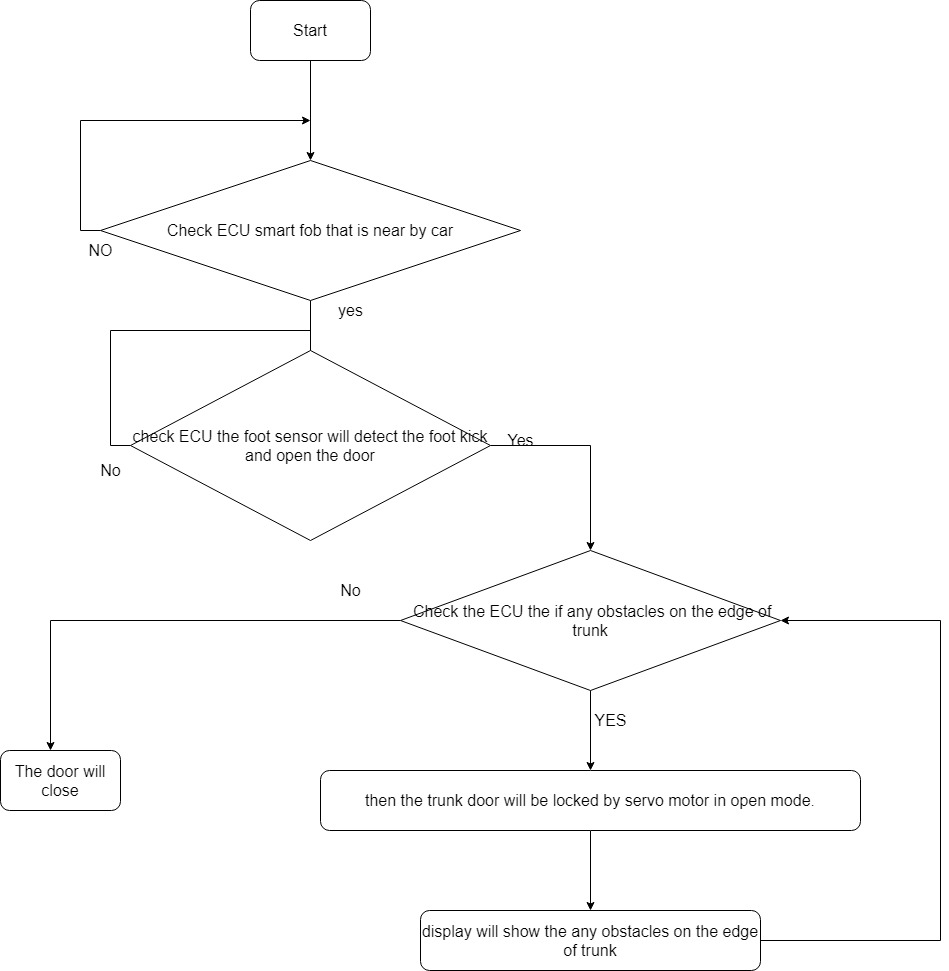 Start
Check ECU smart fob that is near by car
NO
yes
check ECU the foot sensor will detect the foot kick
and open the door
Yes
No
No
Check the ECU the if any obstacles on the edge of
trunk
YES
The door will
close
then the trunk door will be locked by servo motor in open mode.
display will show the any obstacles on the edge
of trunk